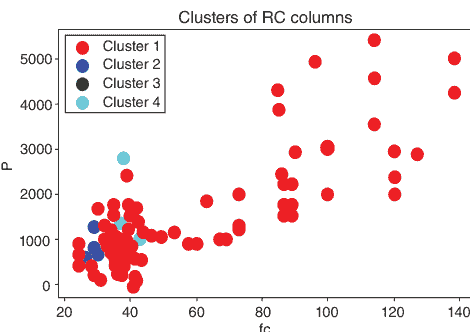 Clusters of RC columns
Cluster 1
Cluster 2
Cluster 3
Cluster 4
5000
4000
3000
2000
1000
0
P
20 40 60 80 100 120 140
fc